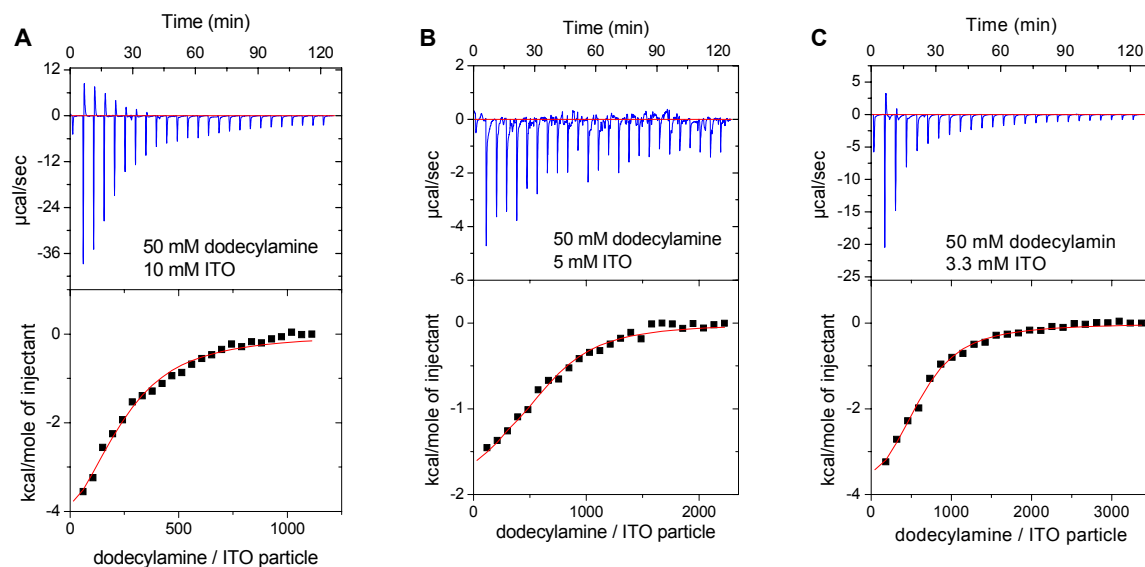 A
Time (min)
0 30 60 90 120
12
0
-12
-24
-36
µcal/sec
50 mM dodecylamine
10 mM ITO
0
-2
-4
kcal/mole of injectant
0 500 1000
dodecylamine / ITO particle
B
Time (min)
0 30 60 90 120
2
0
-2
-4
-6
µcal/sec
50 mM dodecylamine
5 mM ITO
0
-1
-2
kcal/mole of injectant
0 1000 2000
dodecylamine / ITO particle
C
Time (min)
0 30 60 90 120
5
0
-5
-10
-15
-20
-25
µcal/sec
50 mM dodecylamin
3.3 mM ITO
0
-2
-4
kcal/mole of injectant
0 1000 2000 3000
dodecylamine / ITO particle